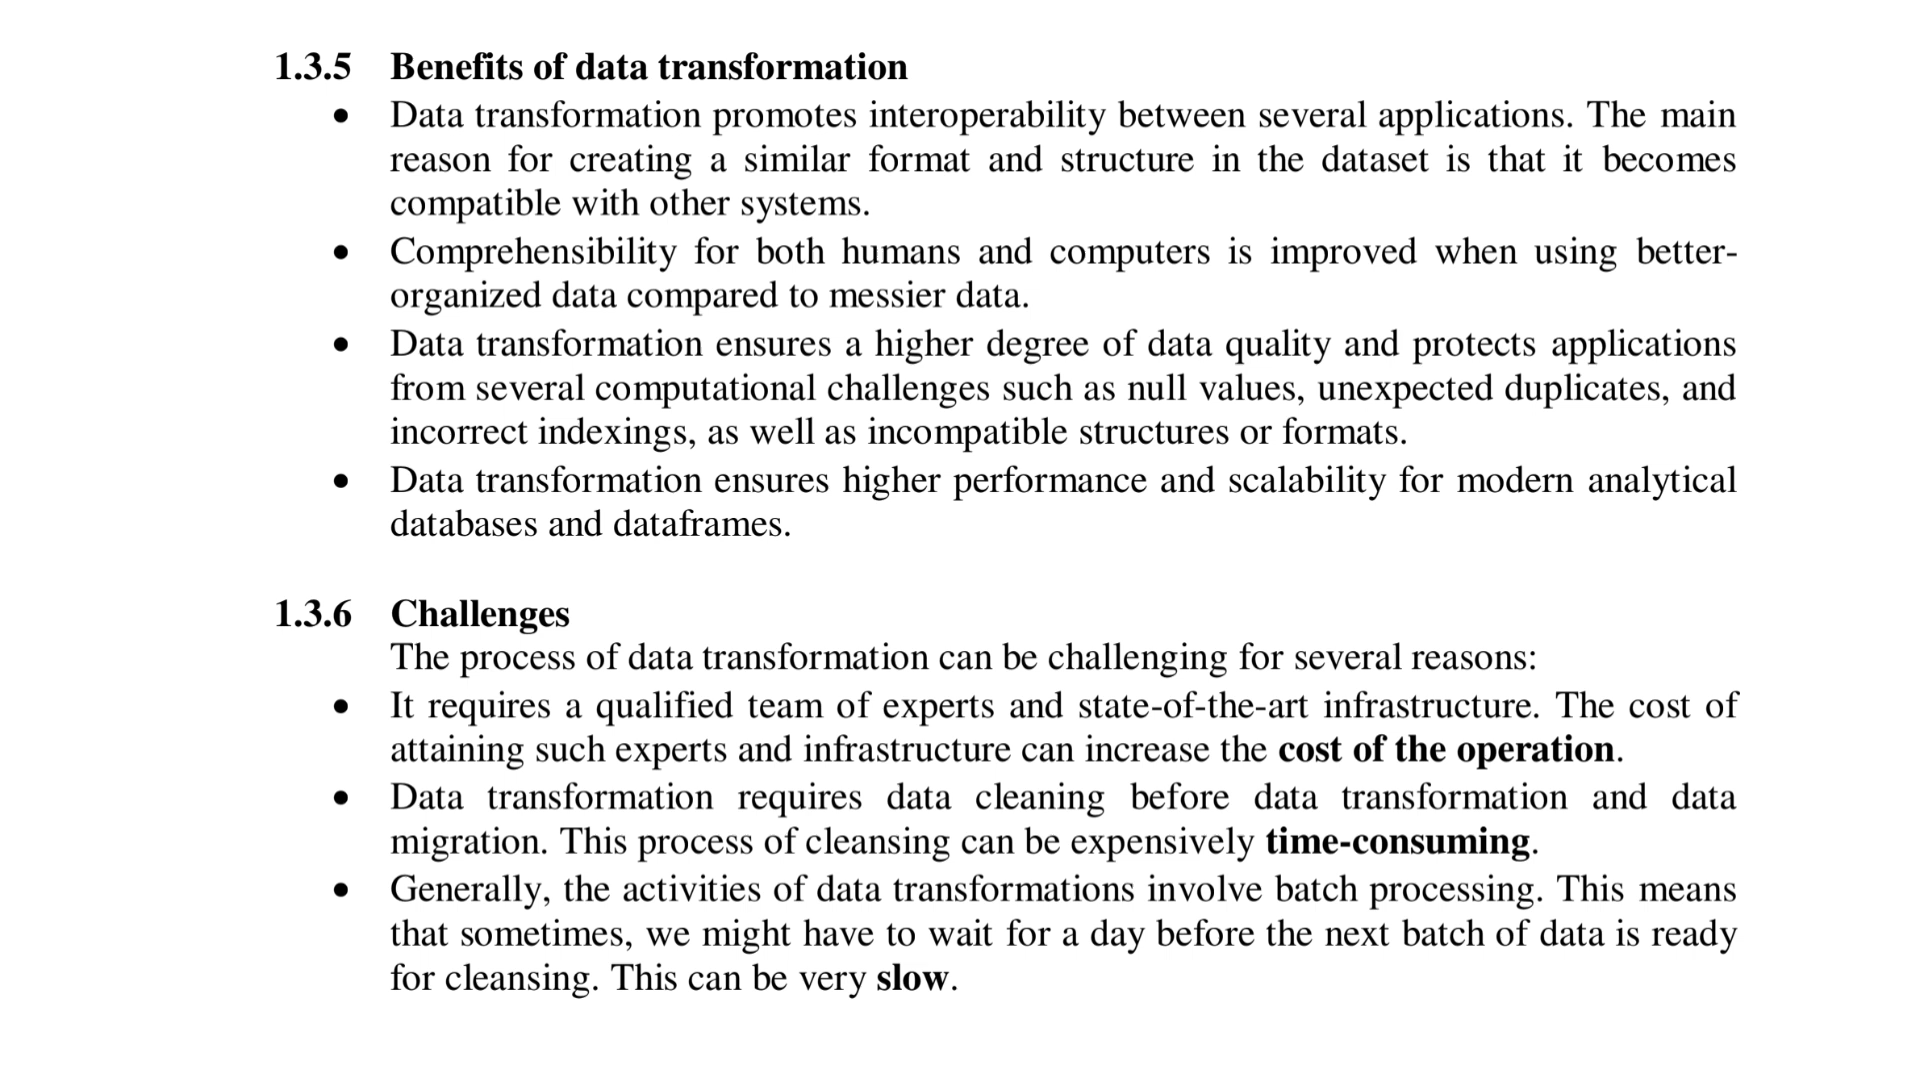 1.3.5 Benefits of data transformation
• Data transformation promotes interoperability between several applications. The main
reason for creating a similar format and structure in the dataset is that it becomes
compatible with other systems.
• Comprehensibility for both humans and computers is improved when using better-
organized data compared to messier data.
• Data transformation ensures a higher degree of data quality and protects applications
from several computational challenges such as null values, unexpected duplicates, and
incorrect indexings, as well as incompatible structures or formats.
• Data transformation ensures higher performance and scalability for modern analytical
databases and dataframes.
1.3.6 Challenges
The process of data transformation can be challenging for several reasons:
• It requires a qualified team of experts and state-of-the-art infrastructure. The cost of
attaining such experts and infrastructure can increase the cost of the operation.
• Data transformation requires data cleaning before data transformation and data
migration. This process of cleansing can be expensively time-consuming.
• Generally, the activities of data transformations involve batch processing. This means
that sometimes, we might have to wait for a day before the next batch of data is ready
for cleansing. This can be very slow.